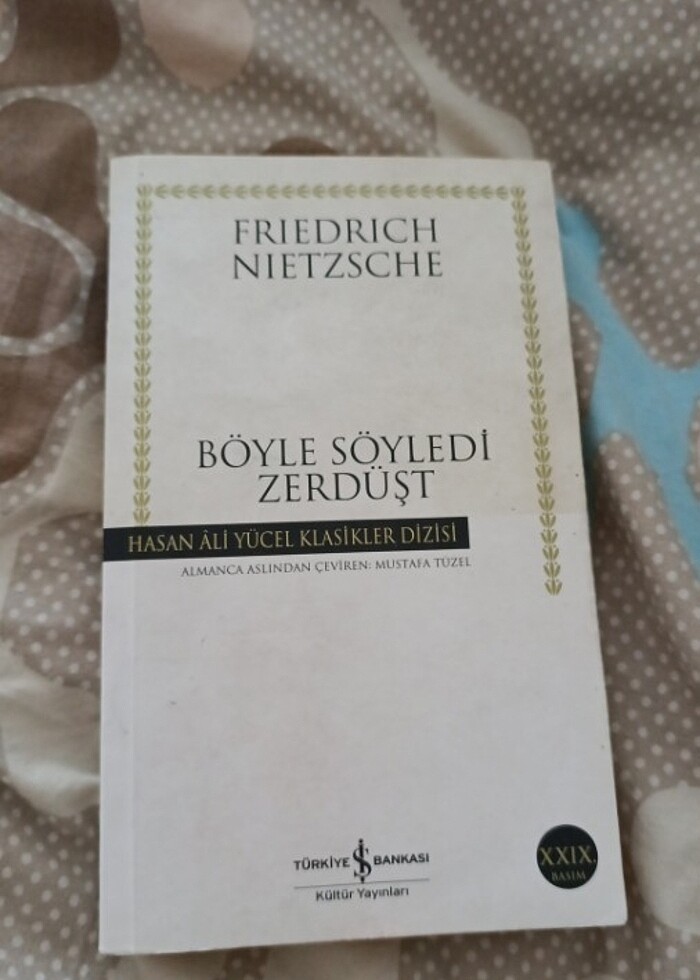 FRIEDRICH
NIETZSCHE
BÖYLE SÖYLEDİ
ZERDÜŞT
HASAN ÂLİ YÜCEL KLASİKLER DİZİSİ
ALMANCA ASLINDAN ÇEVİREN: MUSTAFA TÜZEL
TÜRKİYE İŞ BANKASI
Kültür Yayınları
XXIX.
BASIM